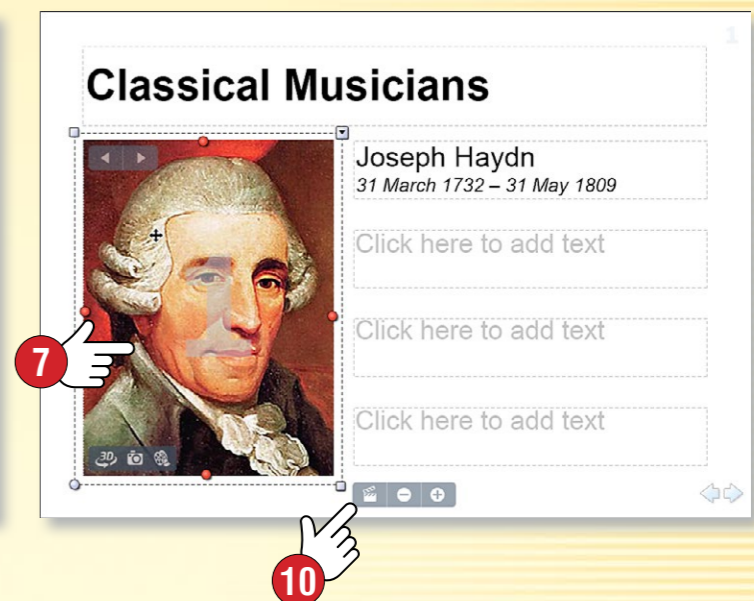 1
Classical Musicians
Joseph Haydn
31 March 1732 – 31 May 1809
Click here to add text
Click here to add text
Click here to add text
3D
7
10